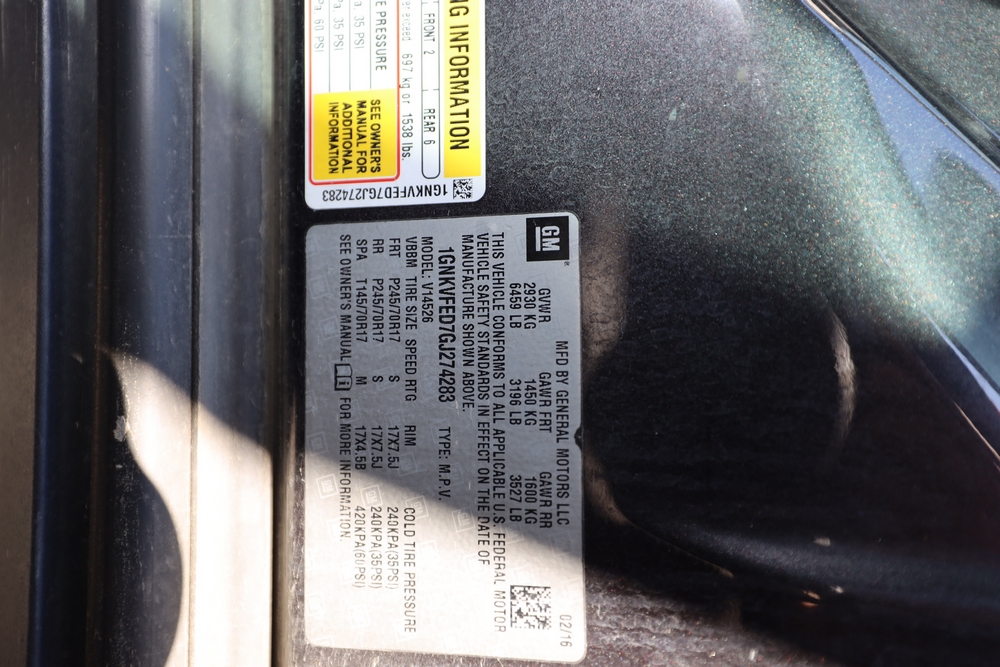 NG INFORMATION
FRONT 2 REAR 6
697 kg or 1538 lbs.
E PRESSURE
a, 35 PSI
a, 35 PSI
a, 60 PSI
SEE OWNER'S
MANUAL FOR
ADDITIONAL
INFORMATION
1GNKVFED7GJ274283
GM
MFD BY GENERAL MOTORS LLC 02/16
GVWR GAWR FRT GAWR RR
2930 KG 1450 KG 1600 KG
6459 LB 3196 LB 3527 LB
THIS VEHICLE CONFORMS TO ALL APPLICABLE U.S. FEDERAL MOTOR
VEHICLE SAFETY STANDARDS IN EFFECT ON THE DATE OF
MANUFACTURE SHOWN ABOVE.
1GNKVFED7GJ274283 TYPE: M.P.V.
MODEL: V14526
VBBM TIRE SIZE SPEED RTG RIM COLD TIRE PRESSURE
FRT P245/70R17 S 17X7.5J 240KPA(35PSI)
RR P245/70R17 S 17X7.5J 240KPA(35PSI)
SPA T145/70R17 M 17X4.5B 420KPA(60PSI)
SEE OWNER'S MANUAL FOR MORE INFORMATION.